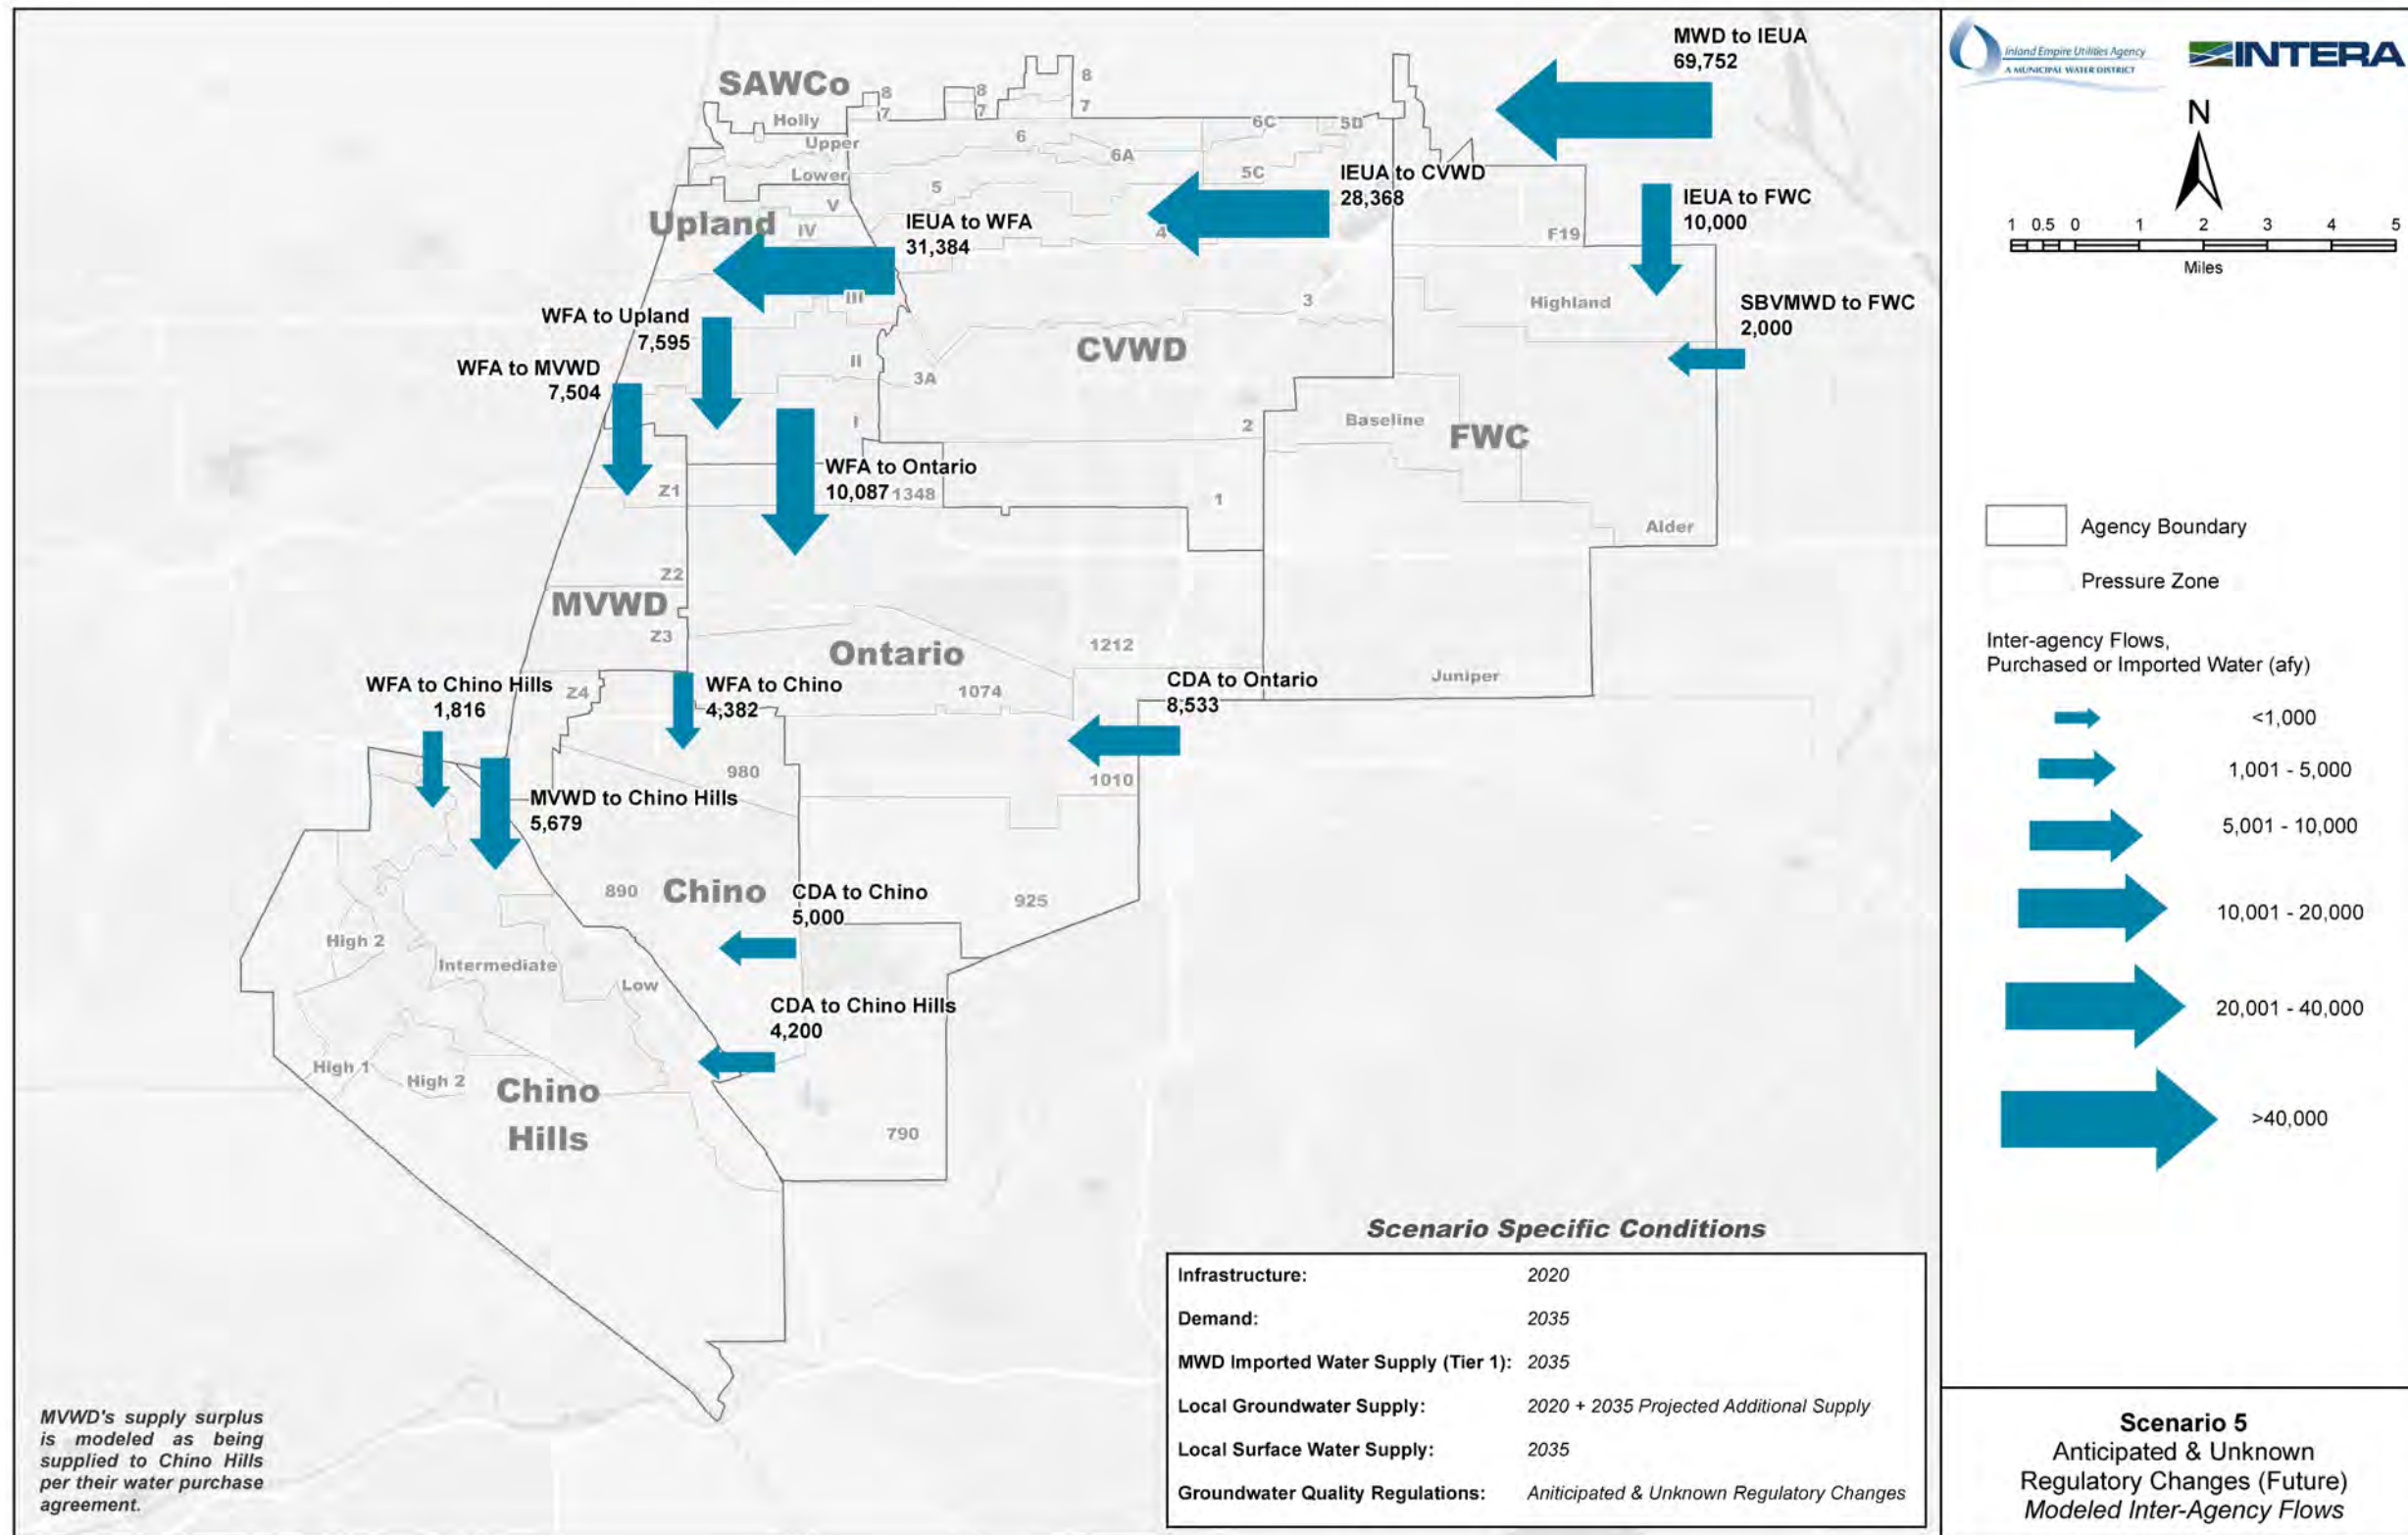 SAWCo
Holly
Upper
Lower
8
7
8
7
8
7
6
6A
6C
5D
5C
5
4
MWD to IEUA
69,752
IEUA to CVWD
28,368
IEUA to FWC
10,000
IEUA to WFA
31,384
Upland
V
IV
III
II
I
F19
Highland
SBVMWD to FWC
2,000
WFA to Upland
7,595
WFA to MVWD
7,504
3
CVWD
3A
2
Baseline
FWC
WFA to Ontario
10,087
1348
Z1
1
Alder
Z2
MVWD
Z3
Ontario
1212
Juniper
WFA to Chino Hills
1,816
Z4
WFA to Chino
4,382
1074
CDA to Ontario
8,533
980
1010
MVWD to Chino Hills
5,679
890
Chino
CDA to Chino
5,000
925
High 2
Intermediate
Low
CDA to Chino Hills
4,200
High 1
High 2
Chino
Hills
790
MVWD's supply surplus
is modeled as being
supplied to Chino Hills
per their water purchase
agreement.
Scenario Specific Conditions
Infrastructure: 2020
Demand: 2035
MWD Imported Water Supply (Tier 1): 2035
Local Groundwater Supply: 2020 + 2035 Projected Additional Supply
Local Surface Water Supply: 2035
Groundwater Quality Regulations: Aniticipated & Unknown Regulatory Changes
Inland Empire Utilities Agency
A MUNICIPAL WATER DISTRICT
INTERA
N
1 0.5 0 1 2 3 4 5
Miles
Agency Boundary
Pressure Zone
Inter-agency Flows,
Purchased or Imported Water (afy)
<1,000
1,001 - 5,000
5,001 - 10,000
10,001 - 20,000
20,001 - 40,000
>40,000
Scenario 5
Anticipated & Unknown
Regulatory Changes (Future)
Modeled Inter-Agency Flows